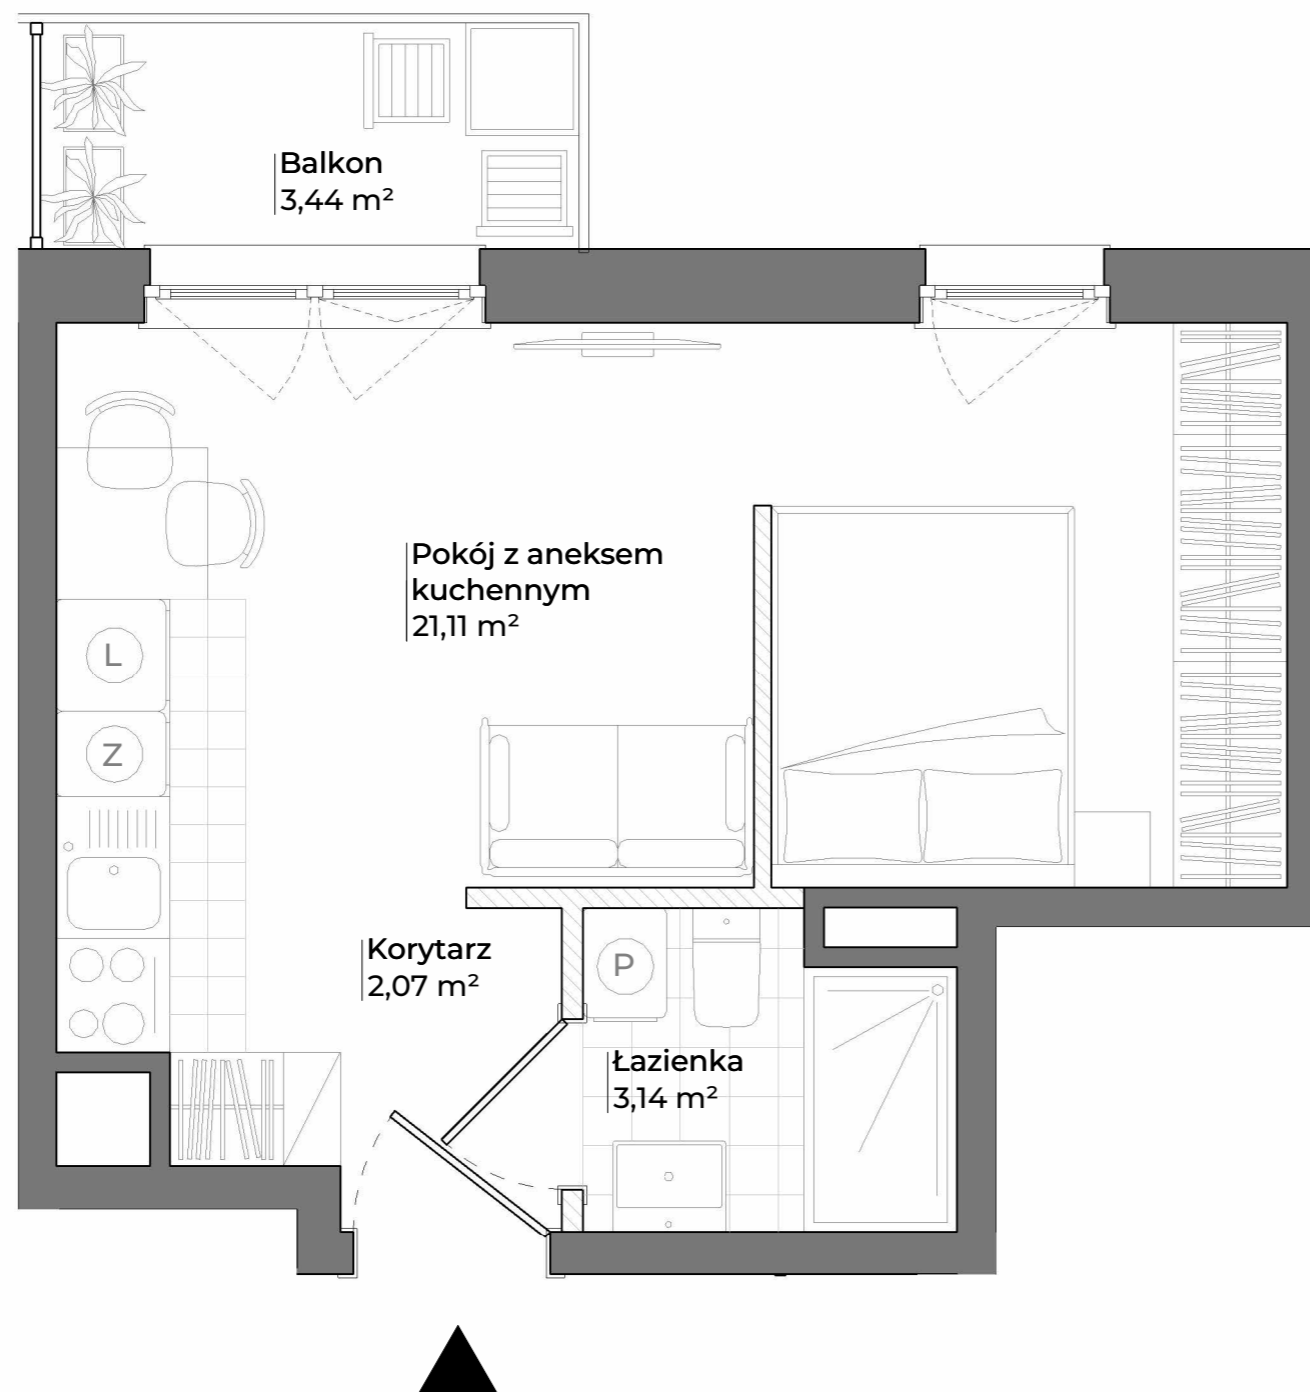 Balkon
3,44 m²
Pokój z aneksem
kuchennym
21,11 m²
L
Z
Korytarz
2,07 m²
P
Łazienka
3,14 m²